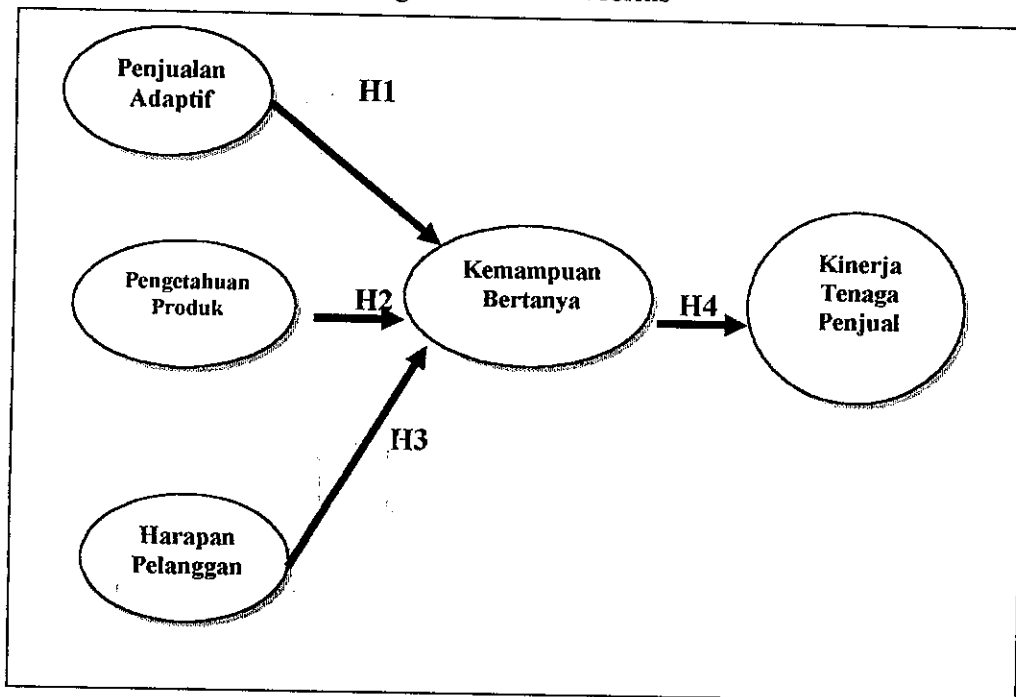 Penjualan
Adaptif
H1
Pengetahuan
Produk
H2
Kemampuan
Bertanya
H4
Kinerja
Tenaga
Penjual
H3
Harapan
Pelanggan